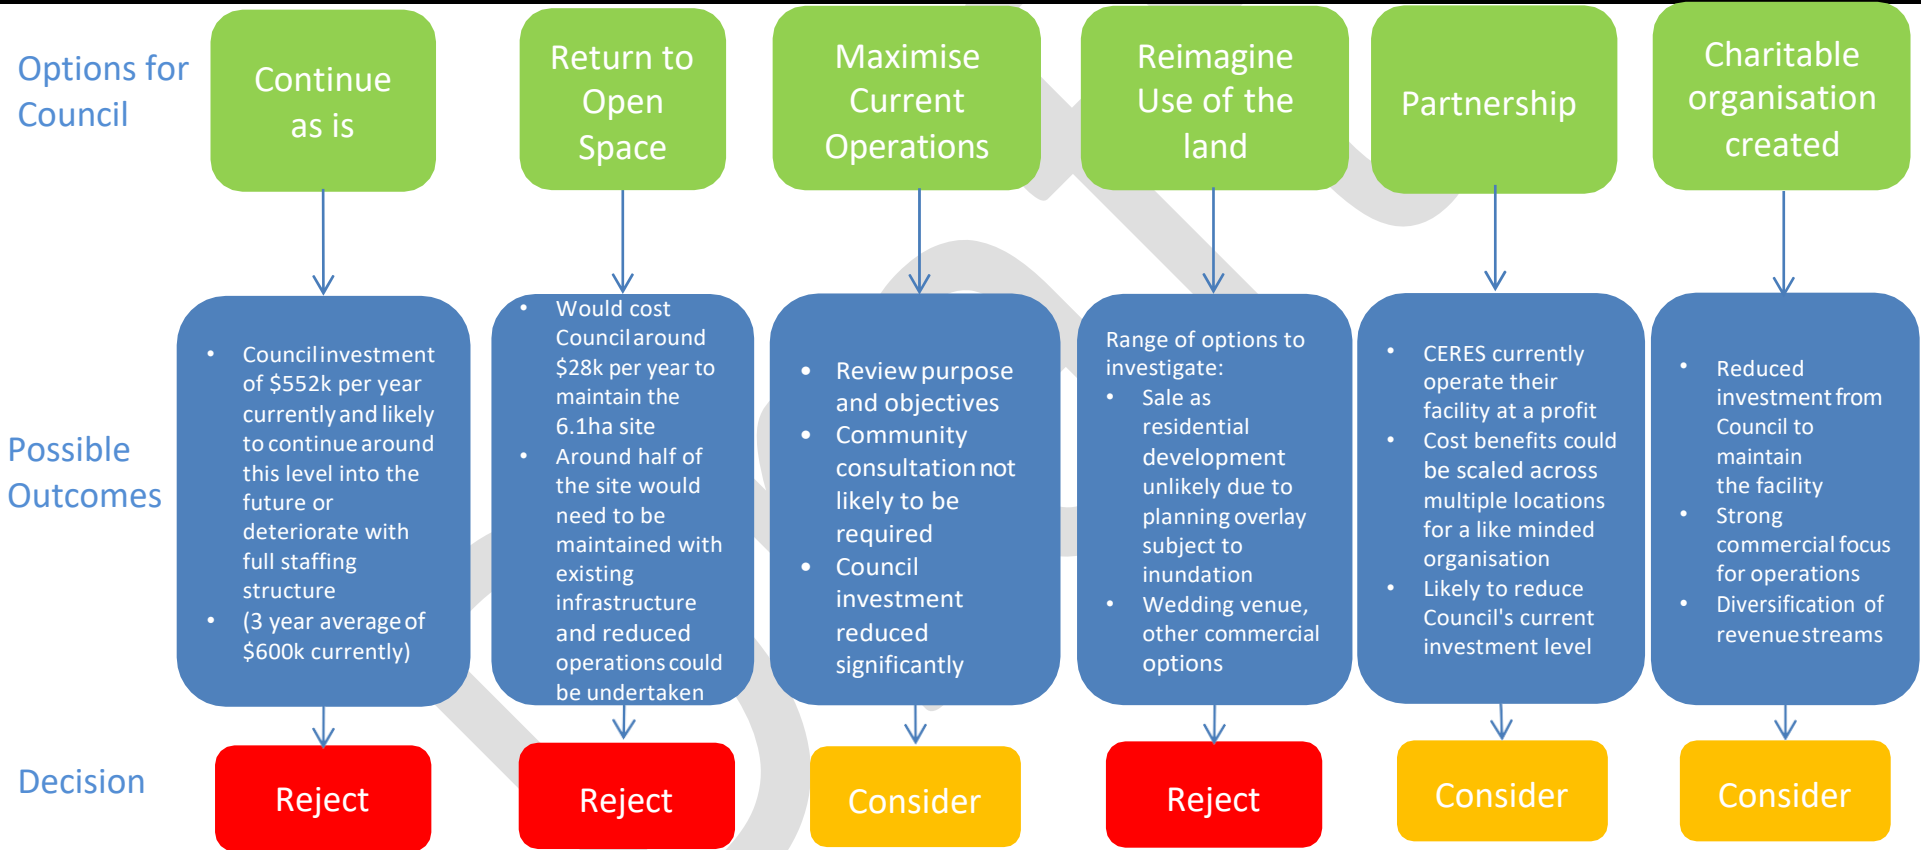 Options for
Council
Continue
as is
Return to
Open
Space
Maximise
Current
Operations
Reimagine
Use of the
land
Partnership
Charitable
organisation
created
Possible
Outcomes
• Council investment
of $552k per year
currently and likely
to continue around
this level into the
future or
deteriorate with
full staffing
structure
• (3 year average of
$600k currently)
• Would cost
Council around
$28k per year to
maintain the
6.1ha site
• Around half of
the site would
need to be
maintained with
existing
infrastructure
and reduced
operations could
be undertaken
• Review purpose
and objectives
• Community
consultation not
likely to be
required
• Council
investment
reduced
significantly
Range of options to
investigate:
• Sale as
residential
development
unlikely due to
planning overlay
subject to
inundation
• Wedding venue,
other commercial
options
• CERES currently
operate their
facility at a profit
• Cost benefits could
be scaled across
multiple locations
for a like minded
organisation
• Likely to reduce
Council's current
investment level
• Reduced
investment from
Council to
maintain
the facility
• Strong
commercial focus
for operations
• Diversification of
revenue streams
Decision
Reject
Reject
Consider
Reject
Consider
Consider